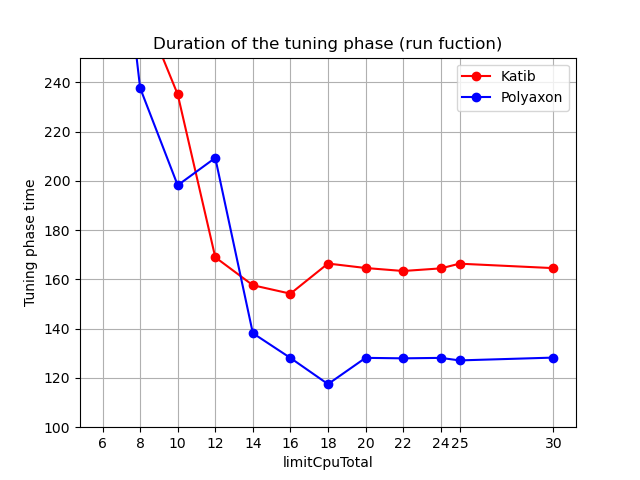 Duration of the tuning phase (run fuction)
Katib
Polyaxon
Tuning phase time
240
220
200
180
160
140
120
100
6 8 10 12 14 16 18 20 22 24 25 30
limitCpuTotal